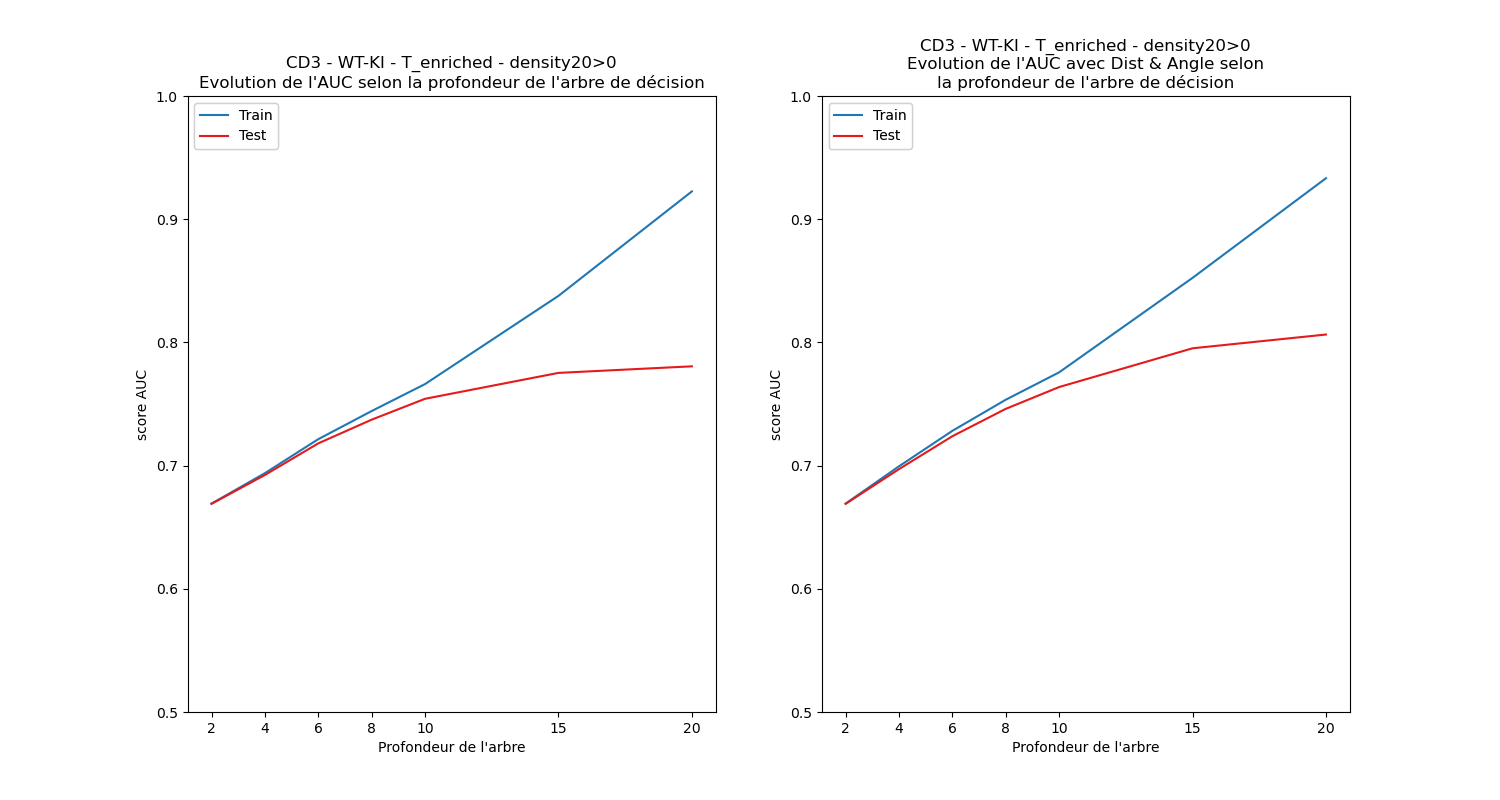 CD3 - WT-KI - T_enriched - density20>0
Evolution de l'AUC selon la profondeur de l'arbre de décision
Train
Test
1.0
0.9
0.8
0.7
0.6
0.5
score AUC
2 4 6 8 10 15 20
Profondeur de l'arbre
CD3 - WT-KI - T_enriched - density20>0
Evolution de l'AUC avec Dist & Angle selon
la profondeur de l'arbre de décision
Train
Test
1.0
0.9
0.8
0.7
0.6
0.5
score AUC
2 4 6 8 10 15 20
Profondeur de l'arbre